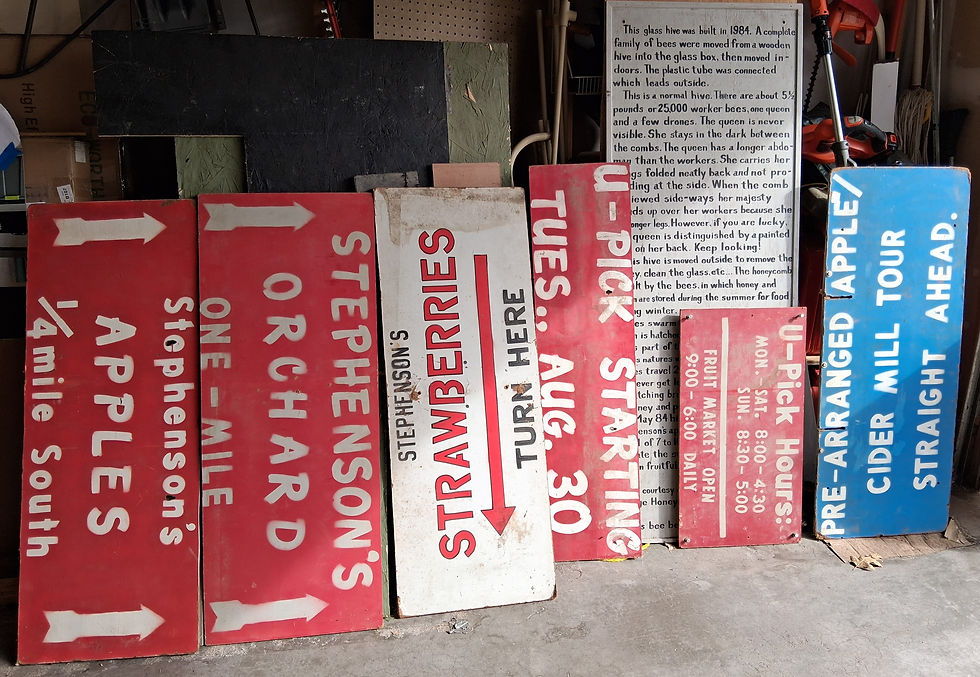 Stephenson's
APPLES
1/4 mile South
STEPHENSON'S
ORCHARD
ONE-MILE
STEPHENSON'S
STRAWBERRIES
TURN HERE
U-PICK STARTING
TUES.. AUG. 30
This glass hive was built in 1984. A complete
family of bees were moved from a wooden
hive into the glass box, then moved in-
doors. The plastic tube was connected
which leads outside.
This is a normal hive. There are about 5½
pounds or 25,000 worker bees, one queen
and a few drones. The queen is never
visible. She stays in the dark between
the combs. The queen has a longer abdo-
than the workers. She carries her
folded neatly back and not pro-
at the side. When the comb
side-ways her majesty
up over her workers because she
legs. However, if you are lucky,
queen is distinguished by a painted
on her back. Keep looking!
hive is moved outside to remove the
clean the glass, etc... The honeycomb
by the bees, in which honey and
are stored during the summer for food
winter.
U-Pick Hours:
MON.-SAT. 8:00-4:30
SUN. 8:30-5:00
FRUIT MARKET OPEN
9:00-6:00 DAILY
PRE-ARRANGED APPLE/
CIDER MILL TOUR
STRAIGHT AHEAD.